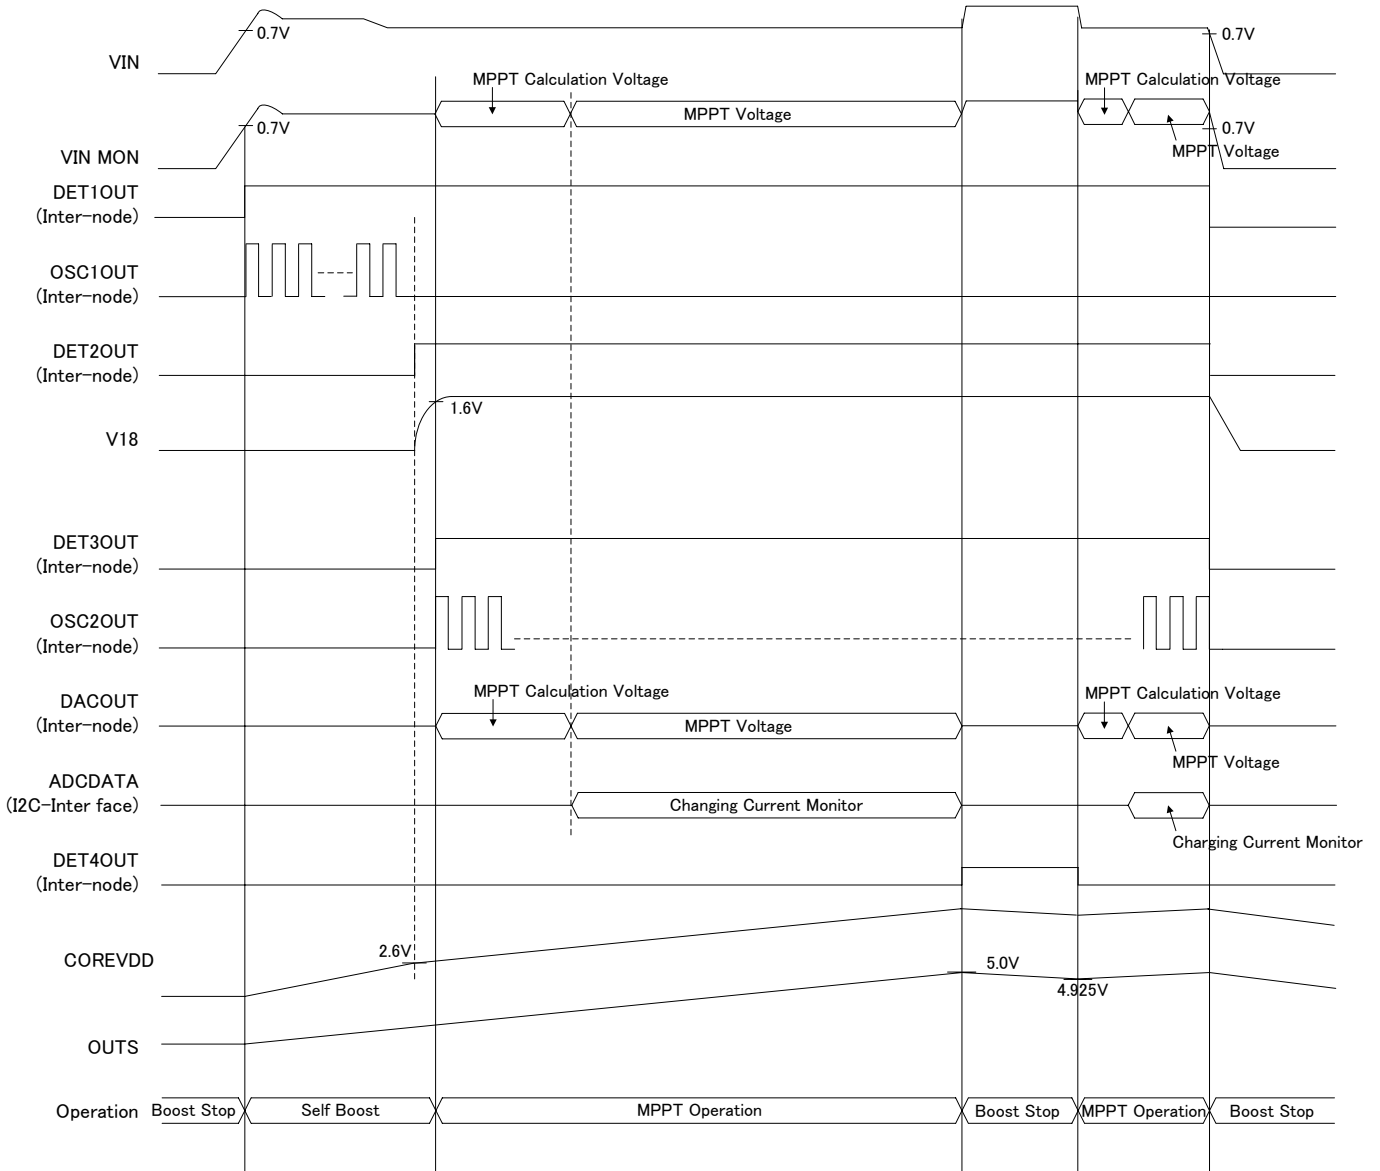 0.7V
0.7V
VIN
MPPT Calculation Voltage
MPPT Calculation Voltage
MPPT Voltage
0.7V
0.7V
VIN MON
MPPT Voltage
DET1OUT
(Inter-node)
OSC1OUT
(Inter-node)
DET2OUT
(Inter-node)
1.6V
V18
DET3OUT
(Inter-node)
OSC2OUT
(Inter-node)
MPPT Calculation Voltage
MPPT Calculation Voltage
DACOUT
(Inter-node)
MPPT Voltage
MPPT Voltage
ADCDATA
(I2C-Inter face)
Changing Current Monitor
Charging Current Monitor
DET4OUT
(Inter-node)
2.6V
COREVDD
5.0V
4.925V
OUTS
Operation
Boost Stop
Self Boost
MPPT Operation
Boost Stop
MPPT Operation
Boost Stop